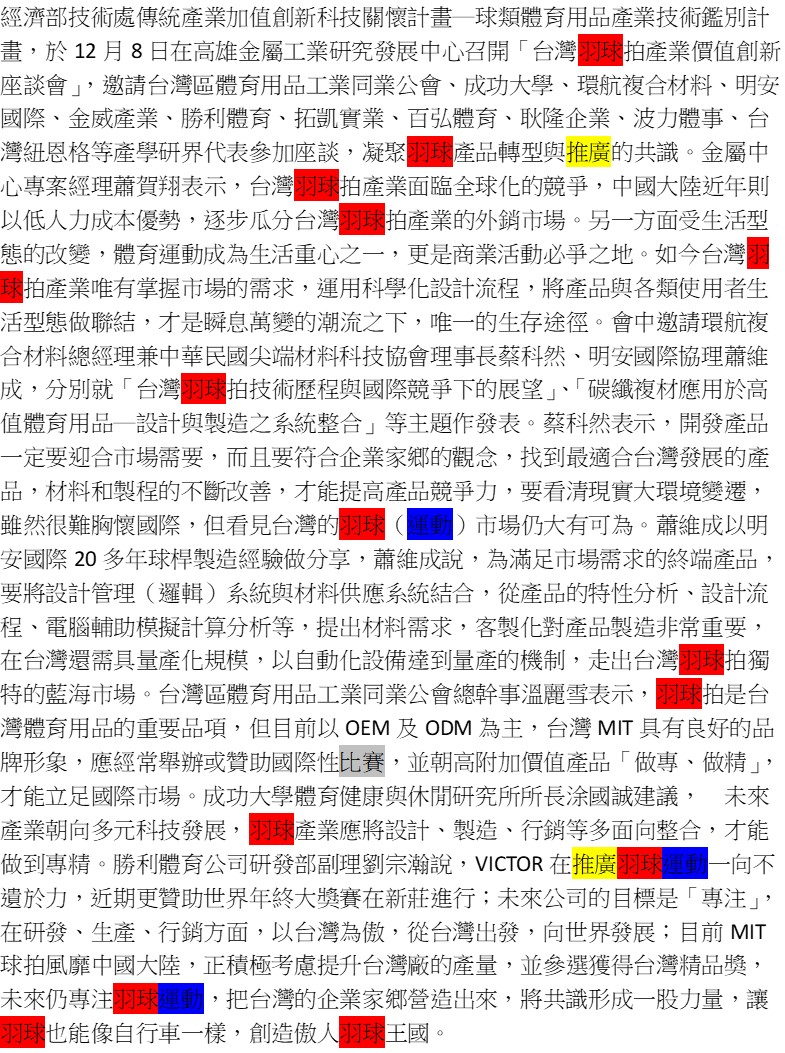 經濟部技術處傳統產業加值創新科技關懷計畫─球類體育用品產業技術鑑別計
畫，於 12 月 8 日在高雄金屬工業研究發展中心召開「台灣羽球拍產業價值創新
座談會」，邀請台灣區體育用品工業同業公會、成功大學、環航複合材料、明安
國際、金威產業、勝利體育、拓凱實業、百弘體育、耿隆企業、波力體事、台
灣紐恩格等產學研界代表參加座談，凝聚羽球產品轉型與推廣的共識。金屬中
心專案經理蕭賀翔表示，台灣羽球拍產業面臨全球化的競爭，中國大陸近年則
以低人力成本優勢，逐步瓜分台灣羽球拍產業的外銷市場。另一方面受生活型
態的改變，體育運動成為生活重心之一，更是商業活動必爭之地。如今台灣羽
球拍產業唯有掌握市場的需求，運用科學化設計流程，將產品與各類使用者生
活型態做聯結，才是瞬息萬變的潮流之下，唯一的生存途徑。會中邀請環航複
合材料總經理兼中華民國尖端材料科技協會理事長蔡科然、明安國際協理蕭維
成，分別就「台灣羽球拍技術歷程與國際競爭下的展望」、「碳纖複材應用於高
值體育用品─設計與製造之系統整合」等主題作發表。蔡科然表示，開發產品
一定要迎合市場需要，而且要符合企業家鄉的觀念，找到最適合台灣發展的產
品，材料和製程的不斷改善，才能提高產品競爭力，要看清現實大環境變遷，
雖然很難胸懷國際，但看見台灣的羽球（運動）市場仍大有可為。蕭維成以明
安國際 20 多年球桿製造經驗做分享，蕭維成說，為滿足市場需求的終端產品，
要將設計管理（邏輯）系統與材料供應系統結合，從產品的特性分析、設計流
程、電腦輔助模擬計算分析等，提出材料需求，客製化對產品製造非常重要，
在台灣還需具量產化規模，以自動化設備達到量產的機制，走出台灣羽球拍獨
特的藍海市場。台灣區體育用品工業同業公會總幹事溫麗雪表示，羽球拍是台
灣體育用品的重要品項，但目前以 OEM 及 ODM 為主，台灣 MIT 具有良好的品
牌形象，應經常舉辦或贊助國際性比賽，並朝高附加價值產品「做專、做精」，
才能立足國際市場。成功大學體育健康與休閒研究所所長涂國誠建議，　未來
產業朝向多元科技發展，羽球產業應將設計、製造、行銷等多面向整合，才能
做到專精。勝利體育公司研發部副理劉宗瀚說，VICTOR 在推廣羽球運動一向不
遺於力，近期更贊助世界年終大獎賽在新莊進行；未來公司的目標是「專注」，
在研發、生產、行銷方面，以台灣為傲，從台灣出發，向世界發展；目前 MIT
球拍風靡中國大陸，正積極考慮提升台灣廠的產量，並參選獲得台灣精品獎，
未來仍專注羽球運動，把台灣的企業家鄉營造出來，將共識形成一股力量，讓
羽球也能像自行車一樣，創造傲人羽球王國。